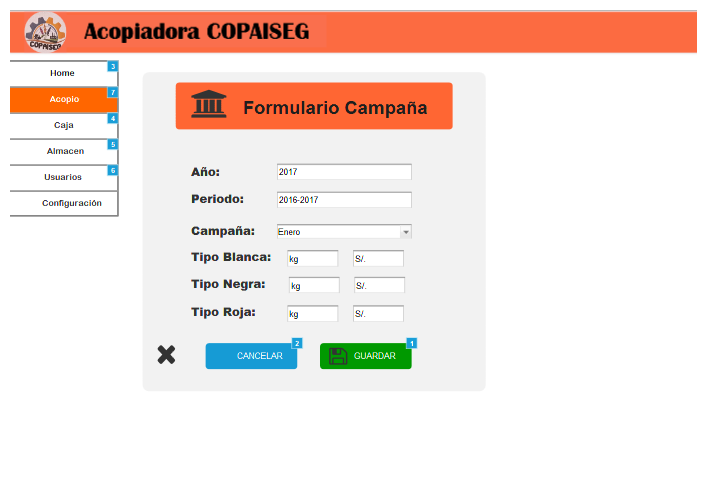 COPAISEG
Acopiadora COPAISEG
Home
3
Acopio
7
Caja
4
Almacen
5
Usuarios
6
Configuración
Formulario Campaña
Año:
2017
Periodo:
2016-2017
Campaña:
Enero
Tipo Blanca:
kg
S/.
Tipo Negra:
kg
S/.
Tipo Roja:
kg
S/.
CANCELAR
2
GUARDAR
1